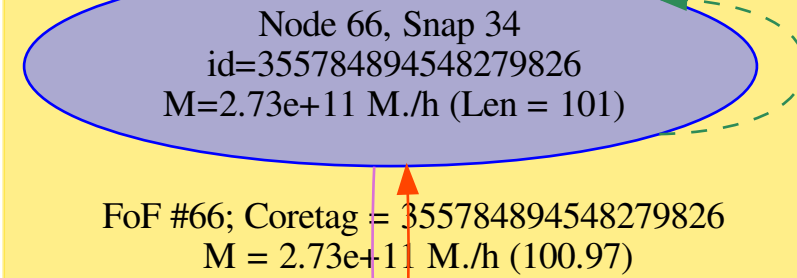 Node 66, Snap 34
id=355784894548279826
M=2.73e+11 M./h (Len = 101)
FoF #66; Coretag = 355784894548279826
M = 2.73e+11 M./h (100.97)